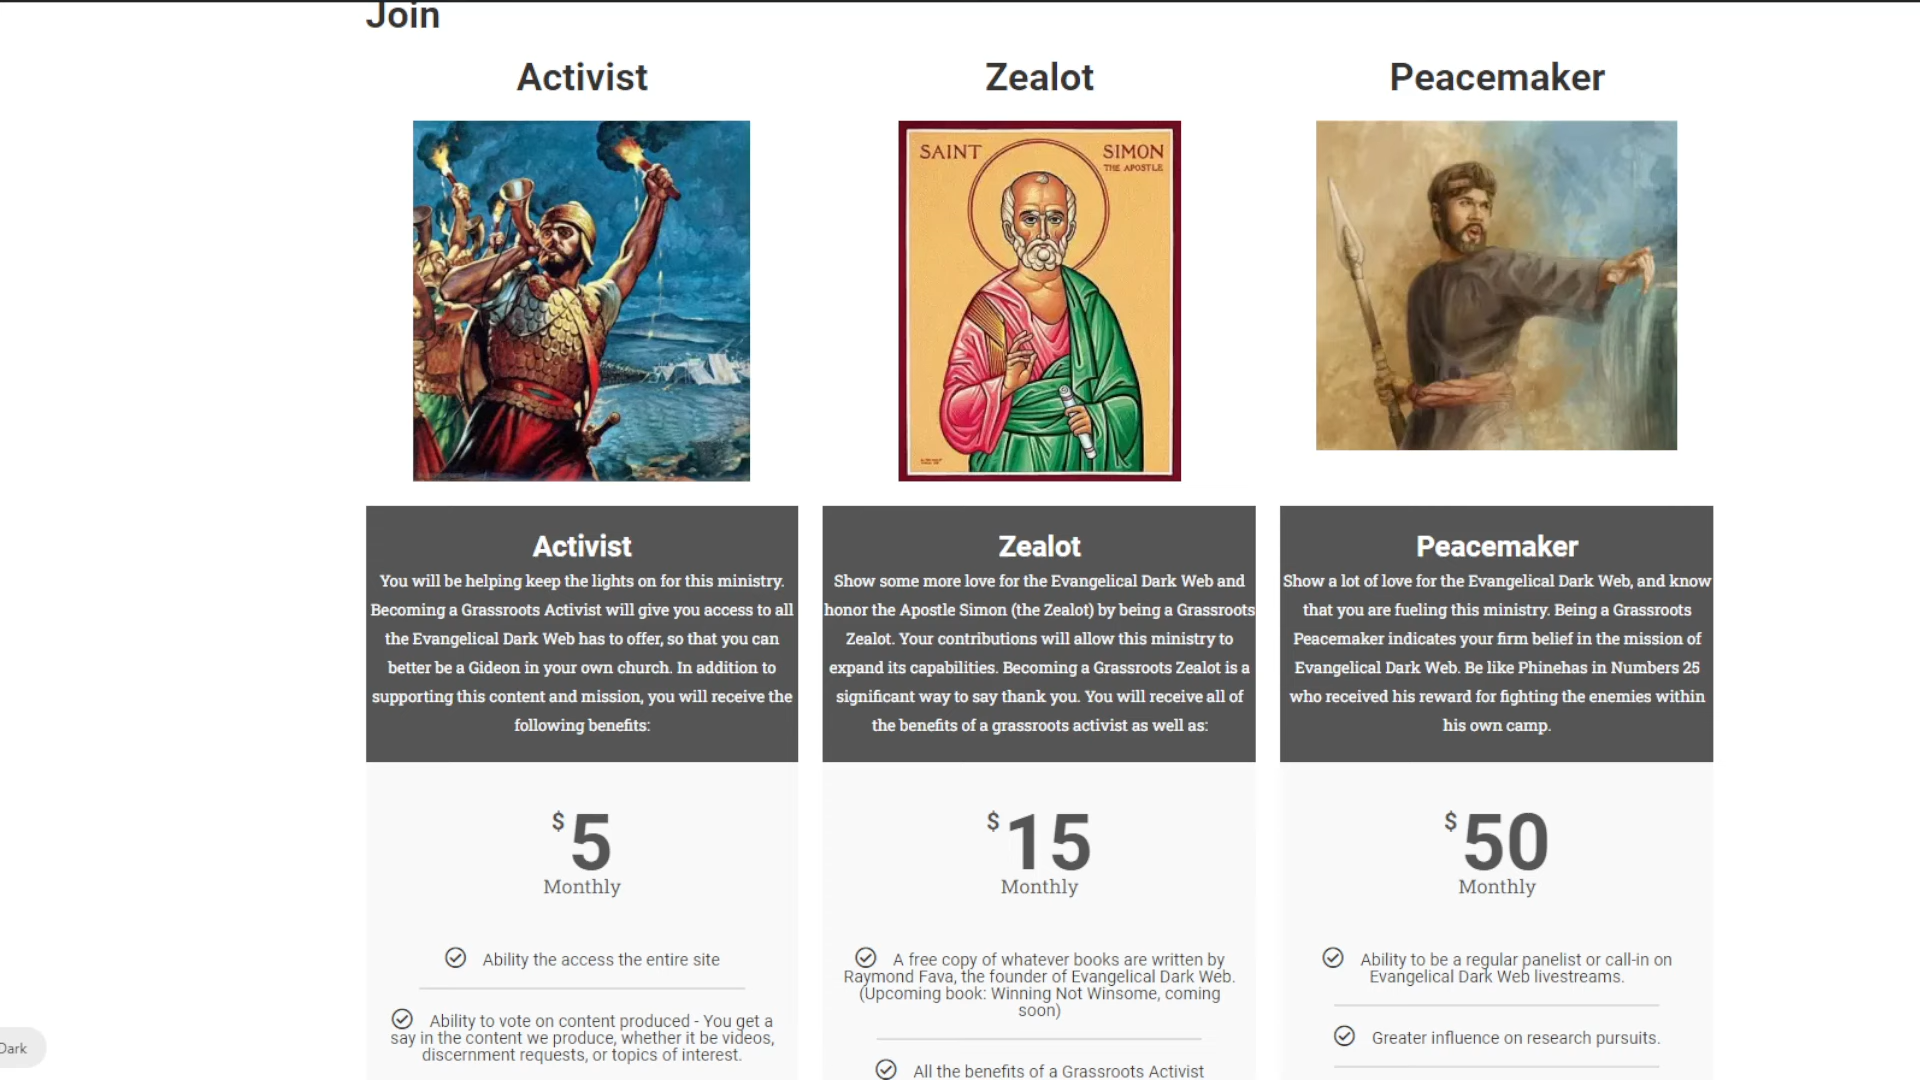 Join
Activist
Zealot
Peacemaker
SAINT SIMON
THE APOSTLE
Activist
You will be helping keep the lights on for this ministry.
Becoming a Grassroots Activist will give you access to all
the Evangelical Dark Web has to offer, so that you can
better be a Gideon in your own church. In addition to
supporting this content and mission, you will receive the
following benefits:
$5
Monthly
Ability the access the entire site
Ability to vote on content produced - You get a
say in the content we produce, whether it be videos,
discernment requests, or topics of interest.
Zealot
Show some more love for the Evangelical Dark Web and
honor the Apostle Simon (the Zealot) by being a Grassroots
Zealot. Your contributions will allow this ministry to
expand its capabilities. Becoming a Grassroots Zealot is a
significant way to say thank you. You will receive all of
the benefits of a grassroots activist as well as:
$15
Monthly
A free copy of whatever books are written by
Raymond Fava, the founder of Evangelical Dark Web.
(Upcoming book: Winning Not Winsome, coming
soon)
All the benefits of a Grassroots Activist
Peacemaker
Show a lot of love for the Evangelical Dark Web, and know
that you are fueling this ministry. Being a Grassroots
Peacemaker indicates your firm belief in the mission of
Evangelical Dark Web. Be like Phinehas in Numbers 25
who received his reward for fighting the enemies within
his own camp.
$50
Monthly
Ability to be a regular panelist or call-in on
Evangelical Dark Web livestreams.
Greater influence on research pursuits.
Dark